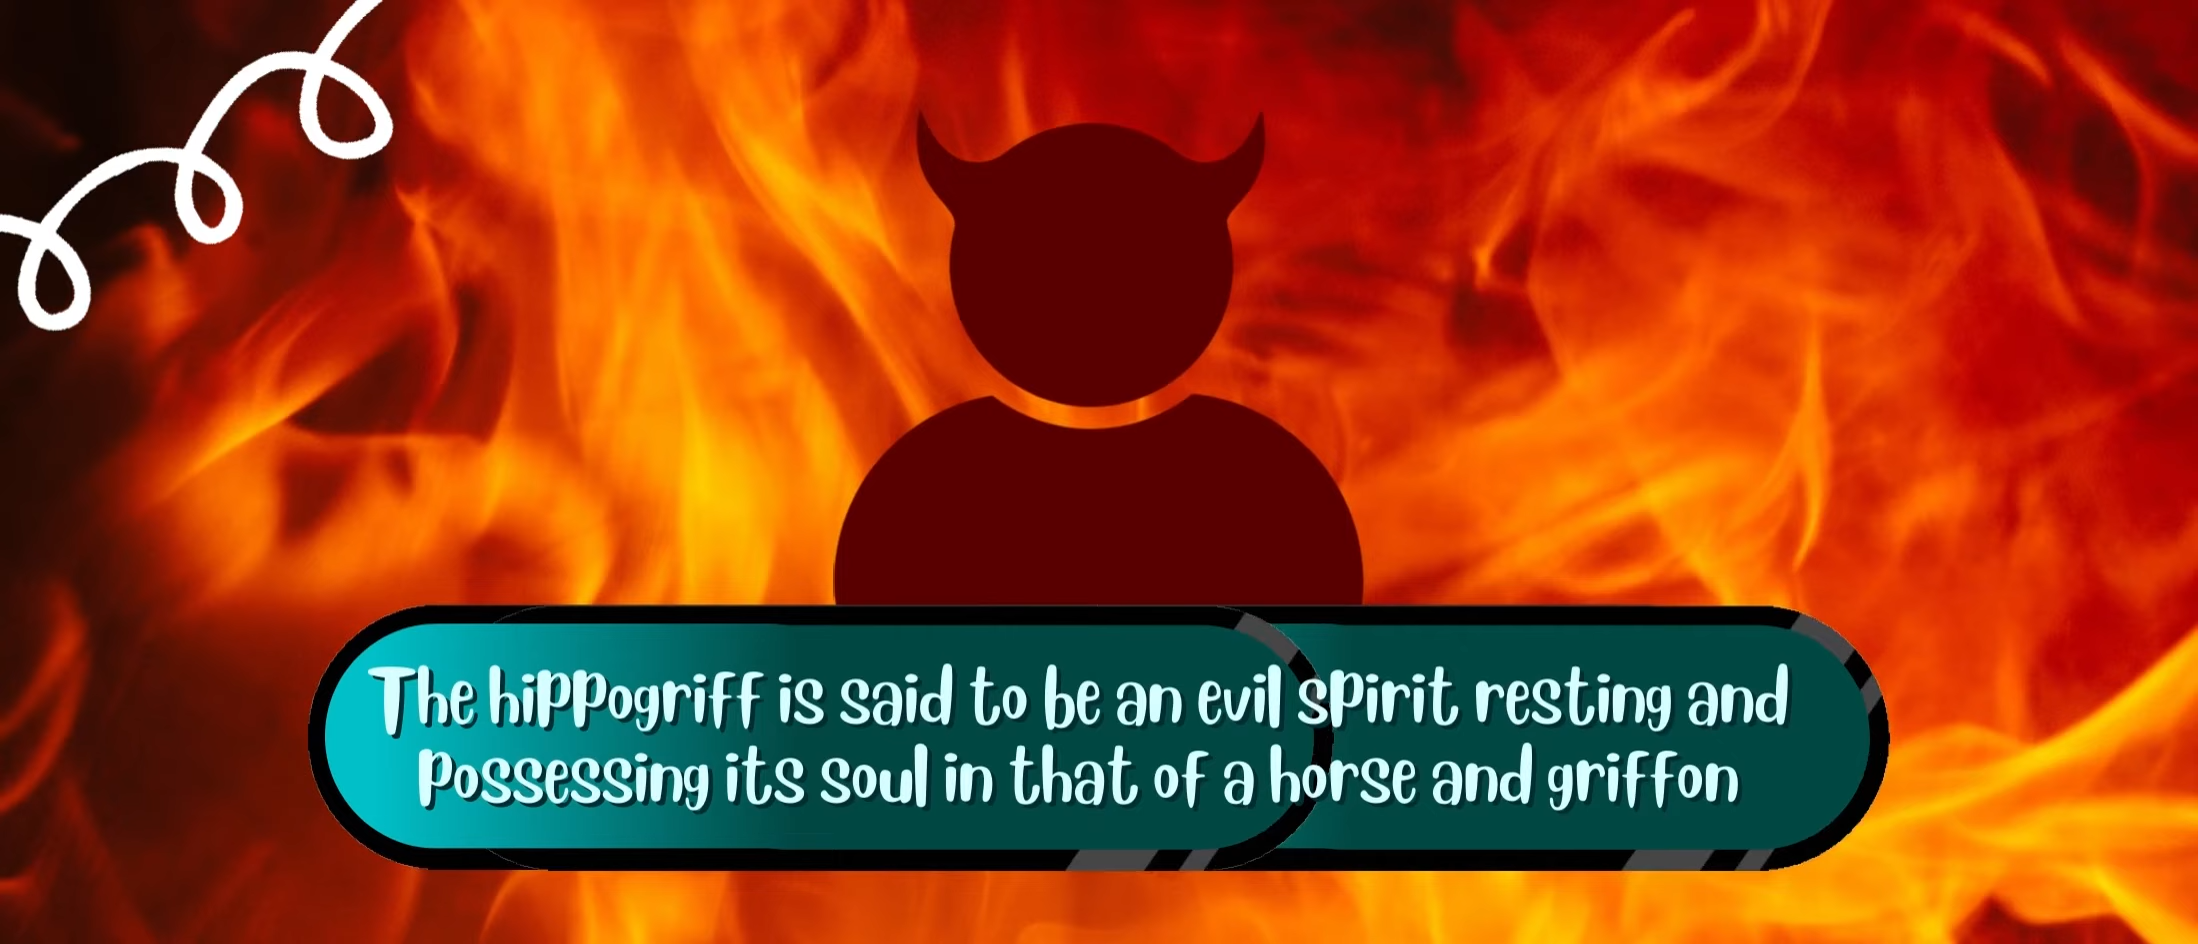 The hippogriff is said to be an evil spirit resting and
possessing its soul in that of a horse and griffon